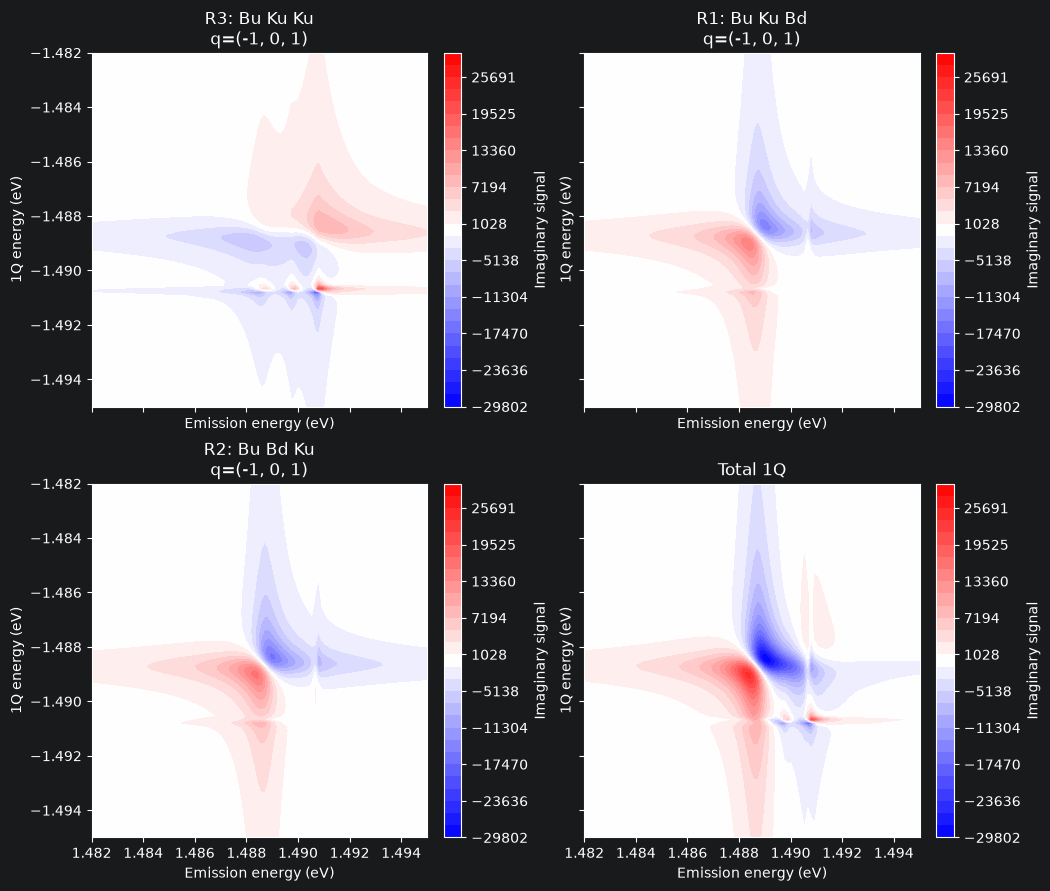 R3: Bu Ku Ku
q=(-1, 0, 1)
−1.482
−1.484
−1.486
−1.488
−1.490
−1.492
−1.494
1Q energy (eV)
Emission energy (eV)
25691
19525
13360
7194
1028
−5138
−11304
−17470
−23636
−29802
Imaginary signal
R1: Bu Ku Bd
q=(-1, 0, 1)
1Q energy (eV)
Emission energy (eV)
25691
19525
13360
7194
1028
−5138
−11304
−17470
−23636
−29802
Imaginary signal
R2: Bu Bd Ku
q=(-1, 0, 1)
−1.482
−1.484
−1.486
−1.488
−1.490
−1.492
−1.494
1Q energy (eV)
1.482 1.484 1.486 1.488 1.490 1.492 1.494
Emission energy (eV)
25691
19525
13360
7194
1028
−5138
−11304
−17470
−23636
−29802
Imaginary signal
Total 1Q
1Q energy (eV)
1.482 1.484 1.486 1.488 1.490 1.492 1.494
Emission energy (eV)
25691
19525
13360
7194
1028
−5138
−11304
−17470
−23636
−29802
Imaginary signal